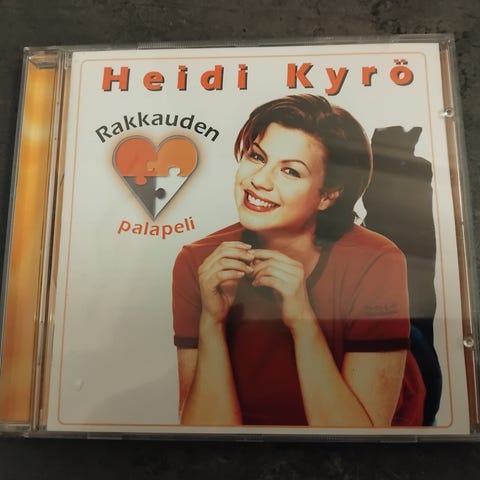 Heidi Kyrö
Rakkauden
palapeli